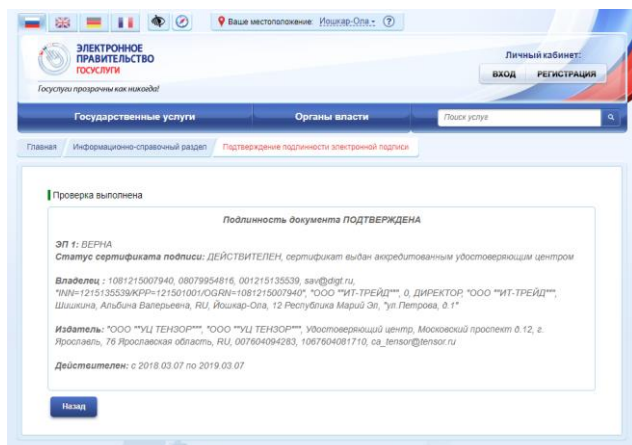 Ваше местоположение: Йошкар-Ола ?
ЭЛЕКТРОННОЕ
ПРАВИТЕЛЬСТВО
ГОСУСЛУГИ
Госуслуги прозрачны как никогда!
Личный кабинет:
ВХОД РЕГИСТРАЦИЯ
Государственные услуги Органы власти Поиск услуг
Главная Информационно-справочный раздел Подтверждение подлинности электронной подписи
Проверка выполнена
Подлинность документа ПОДТВЕРЖДЕНА
ЭП 1: ВЕРНА
Статус сертификата подписи: ДЕЙСТВИТЕЛЕН, сертификат выдан аккредитованным удостоверяющим центром
Владелец : 1081215007940, 08079954816, 001215135539, sav@digt.ru,
"INN=1215135539/KPP=121501001/OGRN=1081215007940", "ООО ""ИТ-ТРЕЙД""", 0, ДИРЕКТОР, "ООО ""ИТ-ТРЕЙД""",
Шишкина, Альбина Валерьевна, RU, Йошкар-Ола, 12 Республика Марий Эл, "ул Петрова, д.1"
Издатель: "ООО ""УЦ ТЕНЗОР""", "ООО ""УЦ ТЕНЗОР""", Удостоверяющий центр, Московский проспект д.12, г.
Ярославль, 76 Ярославская область, RU, 007604094283, 1067604081710, ca_tensor@tensor.ru
Действителен: с 2018.03.07 по 2019.03.07
Назад